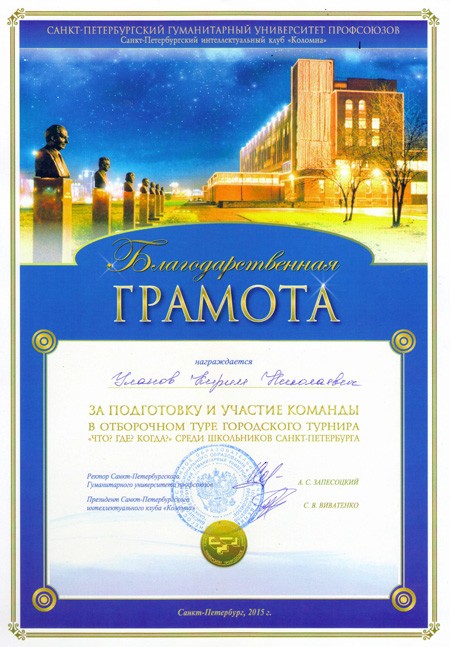 САНКТ-ПЕТЕРБУРГСКИЙ ГУМАНИТАРНЫЙ УНИВЕРСИТЕТ ПРОФСОЮЗОВ
Санкт-Петербургский интеллектуальный клуб «Коломна»
Благодарственная
ГРАМОТА
награждается
Уланов Кирилл Николаевич
ЗА ПОДГОТОВКУ И УЧАСТИЕ КОМАНДЫ
В ОТБОРОЧНОМ ТУРЕ ГОРОДСКОГО ТУРНИРА
«ЧТО? ГДЕ? КОГДА?» СРЕДИ ШКОЛЬНИКОВ САНКТ-ПЕТЕРБУРГА
Ректор Санкт-Петербургского
Гуманитарного университета профсоюзов
А. С. ЗАПЕСОЦКИЙ
Президент Санкт-Петербургского
интеллектуального клуба «Коломна»
С. В. ВИВАТЕНКО
Санкт-Петербург, 2015 г.